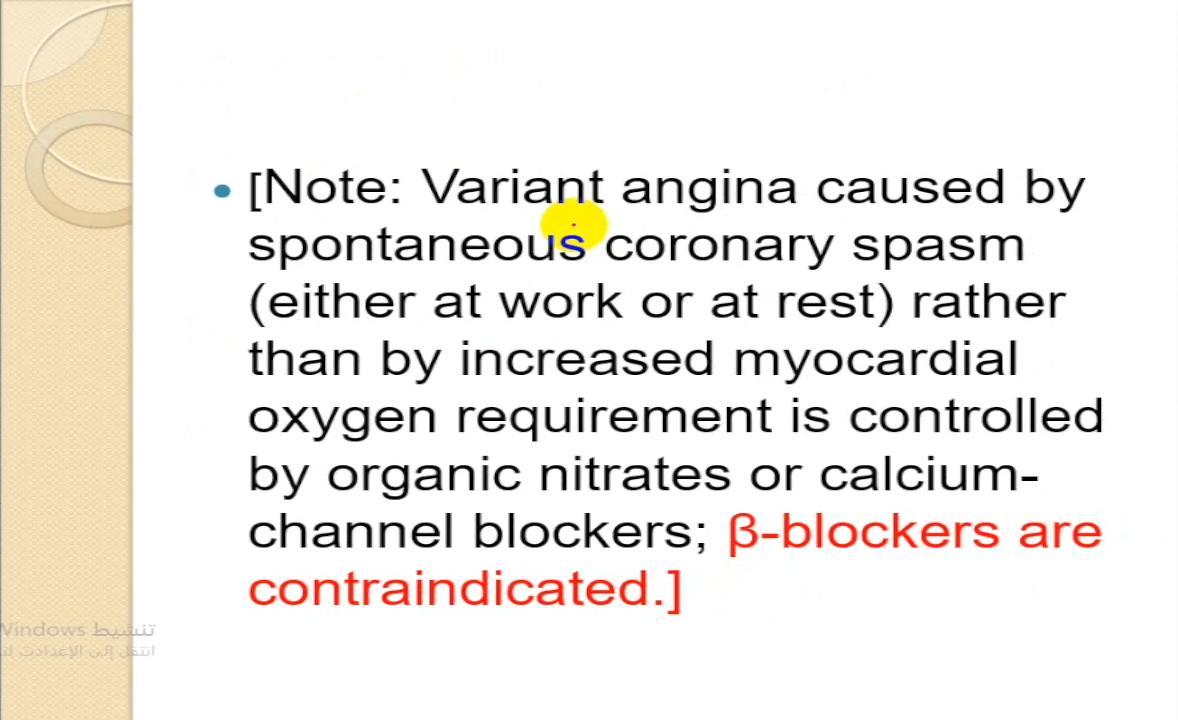 • [Note: Variant angina caused by
spontaneous coronary spasm
(either at work or at rest) rather
than by increased myocardial
oxygen requirement is controlled
by organic nitrates or calcium-
channel blockers; β-blockers are
contraindicated.]
تنشيط Windows
انتقل إلى الإعدادات